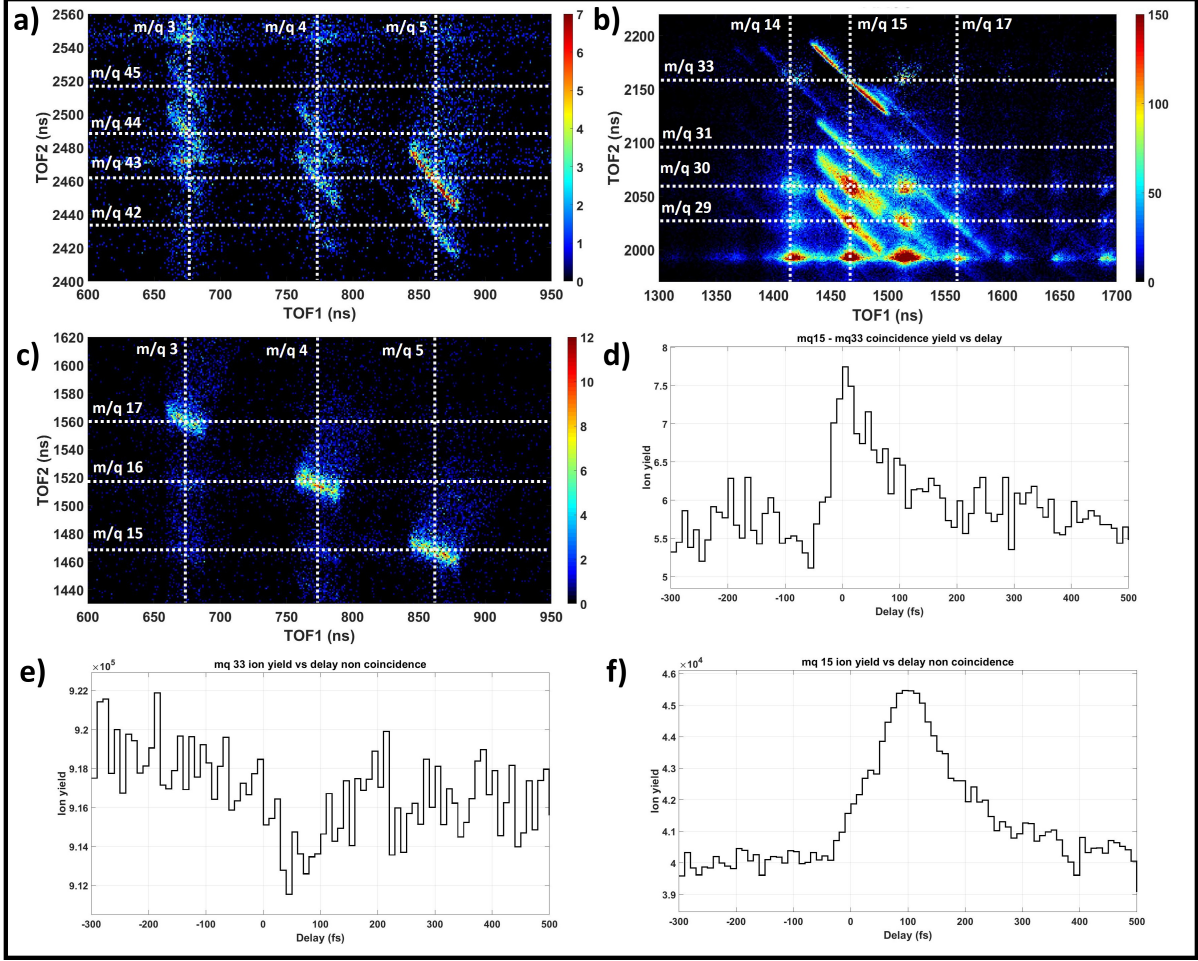 a)
m/q 3
m/q 4
m/q 5
m/q 45
m/q 44
m/q 43
m/q 42
2560
2540
2520
2500
2480
2460
2440
2420
2400
TOF2 (ns)
600
650
700
750
800
850
900
950
TOF1 (ns)
7
6
5
4
3
2
1
0
b)
m/q 14
m/q 15
m/q 17
m/q 33
m/q 31
m/q 30
m/q 29
2200
2150
2100
2050
2000
TOF2 (ns)
1300
1350
1400
1450
1500
1550
1600
1700
TOF1 (ns)
150
100
50
0
c)
m/q 3
m/q 4
m/q 5
m/q 17
m/q 16
m/q 15
1620
1600
1580
1560
1540
1520
1500
1480
1460
1440
TOF2 (ns)
600
650
700
750
800
850
900
950
TOF1 (ns)
12
10
8
6
4
2
0
d)
mq15 - mq33 coincidence yield vs delay
8
7.5
7
6.5
6
5.5
5
Ion yield
-300
-200
-100
0
100
200
300
400
500
Delay (fs)
e)
mq 33 ion yield vs delay non coincidence
×10⁵
9.22
9.2
9.18
9.16
9.14
9.12
Ion yield
-300
-200
-100
0
100
200
300
400
500
Delay (fs)
f)
mq 15 ion yield vs delay non coincidence
×10⁴
4.6
4.5
4.4
4.3
4.2
4.1
4
3.9
Ion yield
-300
-200
-100
0
100
200
300
400
500
Delay (fs)